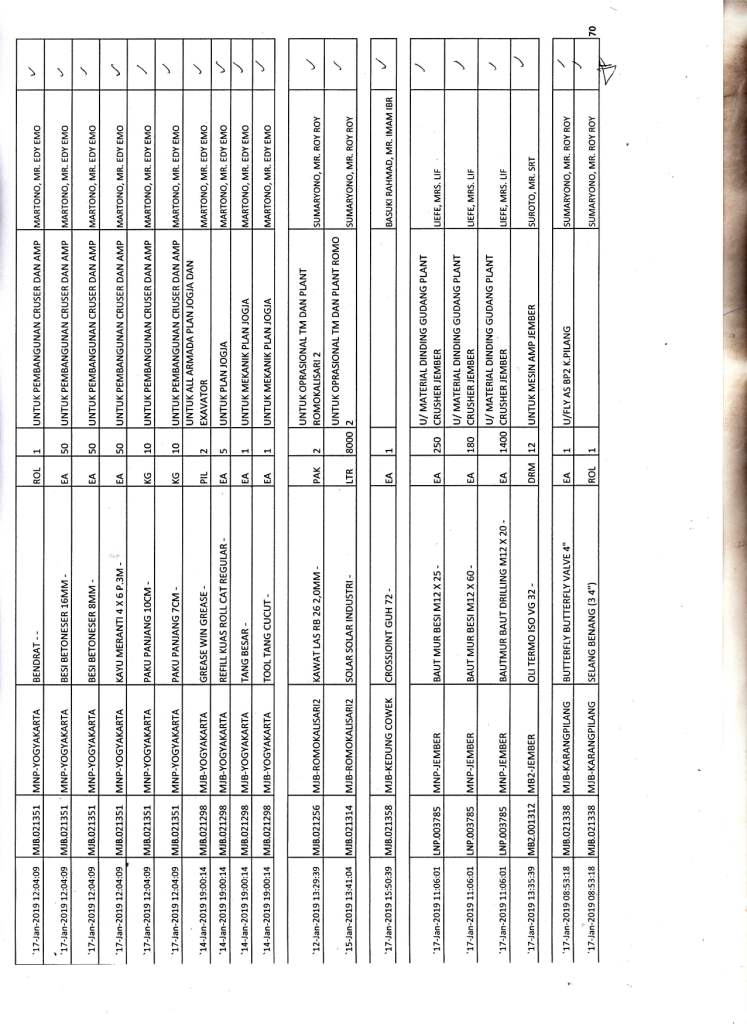 '17-Jan-2019 12:04:09 MJB.021351 MNP-YOGYAKARTA BENDRAT - - ROL 1 UNTUK PEMBANGUNAN CRUSER DAN AMP MARTONO, MR. EDY EMO ✓
'17-Jan-2019 12:04:09 MJB.021351 MNP-YOGYAKARTA BESI BETONESER 16MM - EA 50 UNTUK PEMBANGUNAN CRUSER DAN AMP MARTONO, MR. EDY EMO ✓
'17-Jan-2019 12:04:09 MJB.021351 MNP-YOGYAKARTA BESI BETONESER 8MM - EA 50 UNTUK PEMBANGUNAN CRUSER DAN AMP MARTONO, MR. EDY EMO ✓
'17-Jan-2019 12:04:09 MJB.021351 MNP-YOGYAKARTA KAYU MERANTI 4 X 6 P.3M - EA 50 UNTUK PEMBANGUNAN CRUSER DAN AMP MARTONO, MR. EDY EMO ✓
'17-Jan-2019 12:04:09 MJB.021351 MNP-YOGYAKARTA PAKU PANJANG 10CM - KG 10 UNTUK PEMBANGUNAN CRUSER DAN AMP MARTONO, MR. EDY EMO ✓
'17-Jan-2019 12:04:09 MJB.021351 MNP-YOGYAKARTA PAKU PANJANG 7CM - KG 10 UNTUK PEMBANGUNAN CRUSER DAN AMP MARTONO, MR. EDY EMO ✓
UNTUK ALL ARMADA PLAN JOGJA DAN
'14-Jan-2019 19:00:14 MJB.021298 MJB-YOGYAKARTA GREASE WIN GREASE - PIL 2 EXAVATOR MARTONO, MR. EDY EMO ✓
'14-Jan-2019 19:00:14 MJB.021298 MJB-YOGYAKARTA REFILL KUAS ROLL CAT REGULAR - EA 5 UNTUK PLAN JOGJA MARTONO, MR. EDY EMO ✓
'14-Jan-2019 19:00:14 MJB.021298 MJB-YOGYAKARTA TANG BESAR - EA 1 UNTUK MEKANIK PLAN JOGJA MARTONO, MR. EDY EMO ✓
'14-Jan-2019 19:00:14 MJB.021298 MJB-YOGYAKARTA TOOL TANG CUCUT - EA 1 UNTUK MEKANIK PLAN JOGJA MARTONO, MR. EDY EMO ✓
UNTUK OPRASIONAL TM DAN PLANT
'12-Jan-2019 13:29:39 MJB.021256 MJB-ROMOKALISARI2 KAWAT LAS RB 26 2,0MM - PAK 2 ROMOKALISARI 2 SUMARYONO, MR. ROY ROY ✓
UNTUK OPRASIONAL TM DAN PLANT ROMO
'15-Jan-2019 13:41:04 MJB.021314 MJB-ROMOKALISARI2 SOLAR SOLAR INDUSTRI - LTR 8000 2 SUMARYONO, MR. ROY ROY ✓
'17-Jan-2019 15:50:39 MJB.021358 MJB-KEDUNG COWEK CROSSJOINT GUH 72 - EA 1 BASUKI RAHMAD, MR. IMAM IBR ✓
U/ MATERIAL DINDING GUDANG PLANT
'17-Jan-2019 11:06:01 LNP.003785 MNP-JEMBER BAUT MUR BESI M12 X 25 - EA 250 CRUSHER JEMBER LIEFE, MRS. LIF ✓
U/ MATERIAL DINDING GUDANG PLANT
'17-Jan-2019 11:06:01 LNP.003785 MNP-JEMBER BAUT MUR BESI M12 X 60 - EA 180 CRUSHER JEMBER LIEFE, MRS. LIF ✓
U/ MATERIAL DINDING GUDANG PLANT
'17-Jan-2019 11:06:01 LNP.003785 MNP-JEMBER BAUTMUR BAUT DRILLING M12 X 20 - EA 1400 CRUSHER JEMBER LIEFE, MRS. LIF ✓
'17-Jan-2019 13:35:39 MB2.001312 MB2-JEMBER OLI TERMO ISO VG 32 - DRM 12 UNTUK MESIN AMP JEMBER SUROTO, MR. SRT ✓
'17-Jan-2019 08:53:18 MJB.021338 MJB-KARANGPILANG BUTTERFLY BUTTERFLY VALVE 4" EA 1 U/FLY AS BP2 K.PILANG SUMARYONO, MR. ROY ROY ✓
'17-Jan-2019 08:53:18 MJB.021338 MJB-KARANGPILANG SELANG BENANG (3 4") ROL 1 SUMARYONO, MR. ROY ROY ✓
70